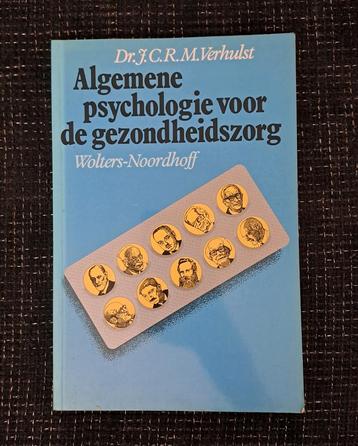 Dr. J. C. R. M. Verhulst
Algemene
psychologie voor
de gezondheidszorg
Wolters-Noordhoff